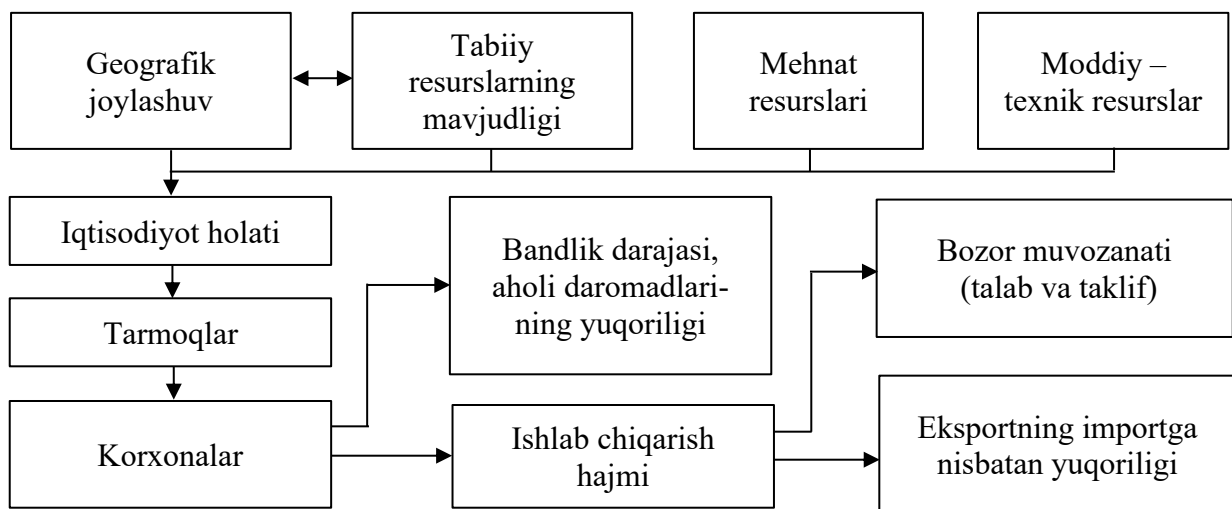 Geografik
joylashuv
Tabiiy
resurslarning
mavjudligi
Mehnat
resurslari
Moddiy –
texnik resurslar
Iqtisodiyot holati
Tarmoqlar
Korxonalar
Bandlik darajasi,
aholi daromadlari-
ning yuqoriligi
Ishlab chiqarish
hajmi
Bozor muvozanati
(talab va taklif)
Eksportning importga
nisbatan yuqoriligi